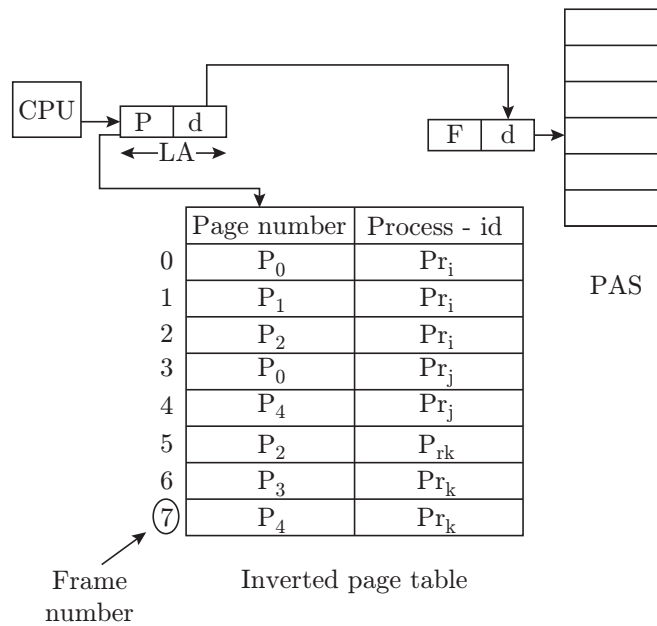 CPU
P d
LA
F d
PAS
Page number Process - id
0 P₀ Prᵢ
1 P₁ Prᵢ
2 P₂ Prᵢ
3 P₀ Prⱼ
4 P₄ Prⱼ
5 P₂ Pᵣₖ
6 P₃ Prₖ
7 P₄ Prₖ
Frame
number
Inverted page table